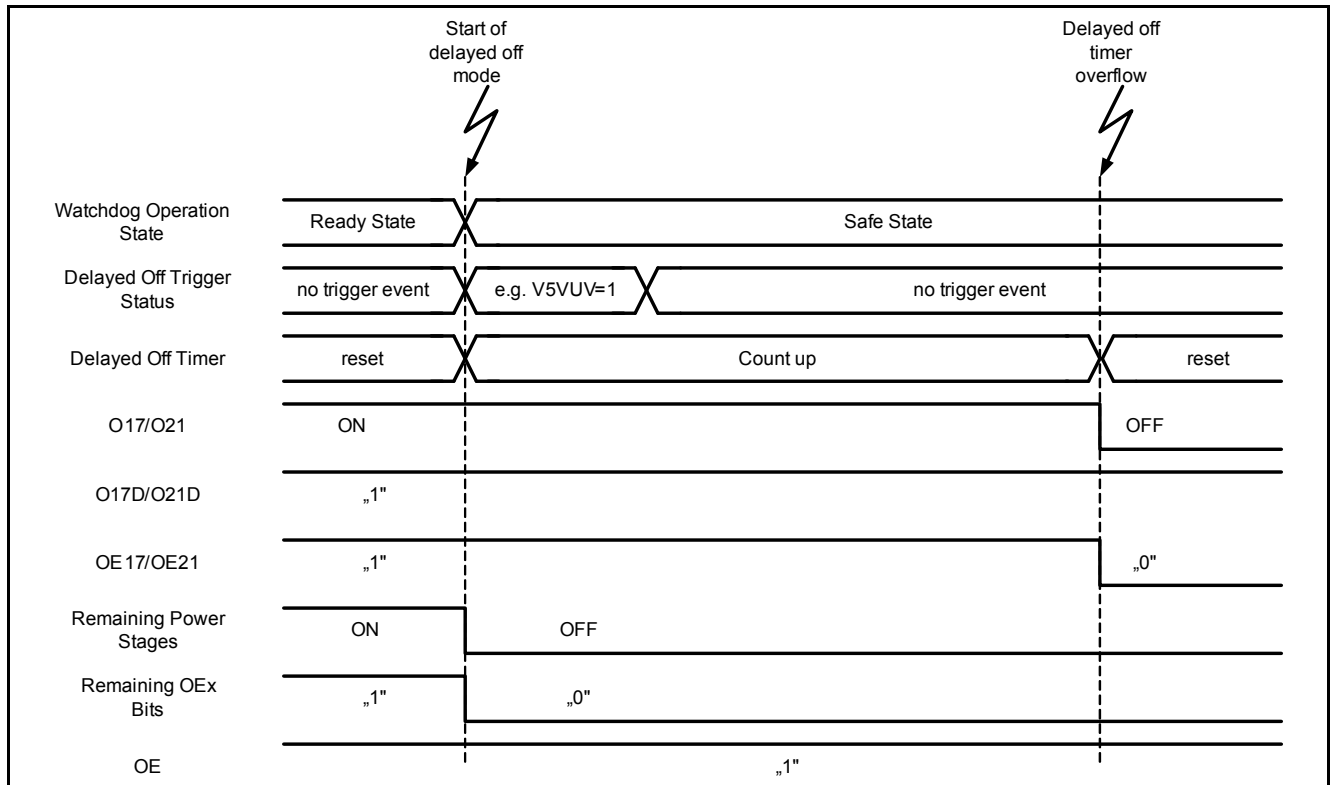 Start of
delayed off
mode
Delayed off
timer
overflow
Watchdog Operation
State
Ready State
Safe State
Delayed Off Trigger
Status
no trigger event
e.g. V5VUV=1
no trigger event
Delayed Off Timer
reset
Count up
reset
O17/O21
ON
OFF
O17D/O21D
„1"
OE17/OE21
„1"
„0"
Remaining Power
Stages
ON
OFF
Remaining OEx
Bits
„1"
„0"
OE
„1"